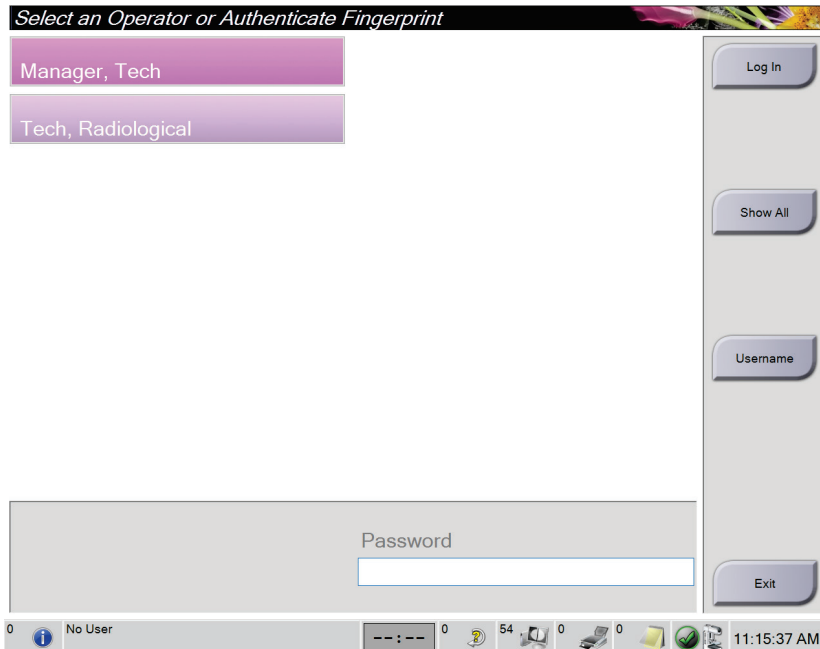 Select an Operator or Authenticate Fingerprint
Manager, Tech
Tech, Radiological
Log In
Show All
Username
Password
Exit
0 No User --:-- 0 54 0 0 11:15:37 AM